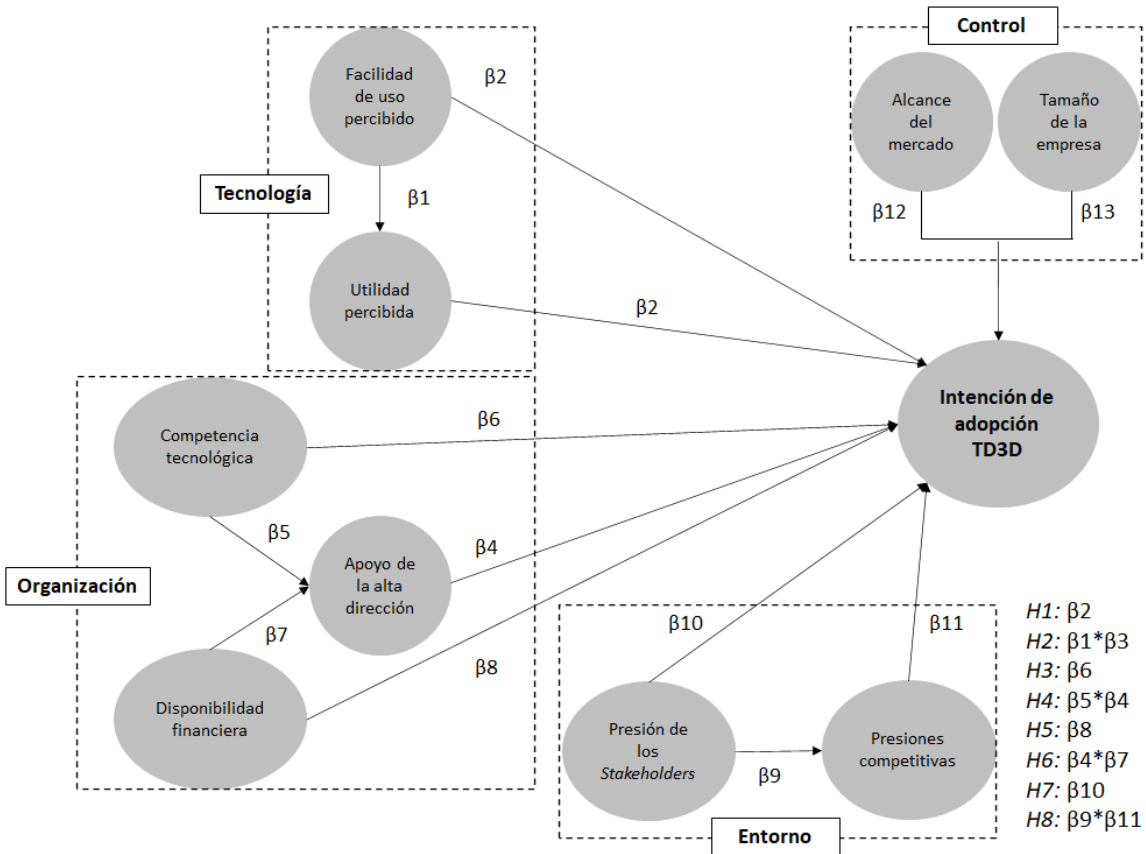 Control
Facilidad
de uso
percibido
β2
Alcance
del
mercado
Tamaño
de la
empresa
Tecnología
β1
β12
β13
Utilidad
percibida
β2
Intención de
adopción
TD3D
Competencia
tecnológica
β6
β5
β4
Apoyo de
la alta
dirección
Organización
β7
β8
Disponibilidad
financiera
β10
β11
Presión de
los
Stakeholders
β9
Presiones
competitivas
Entorno
H1: β2
H2: β1*β3
H3: β6
H4: β5*β4
H5: β8
H6: β4*β7
H7: β10
H8: β9*β11